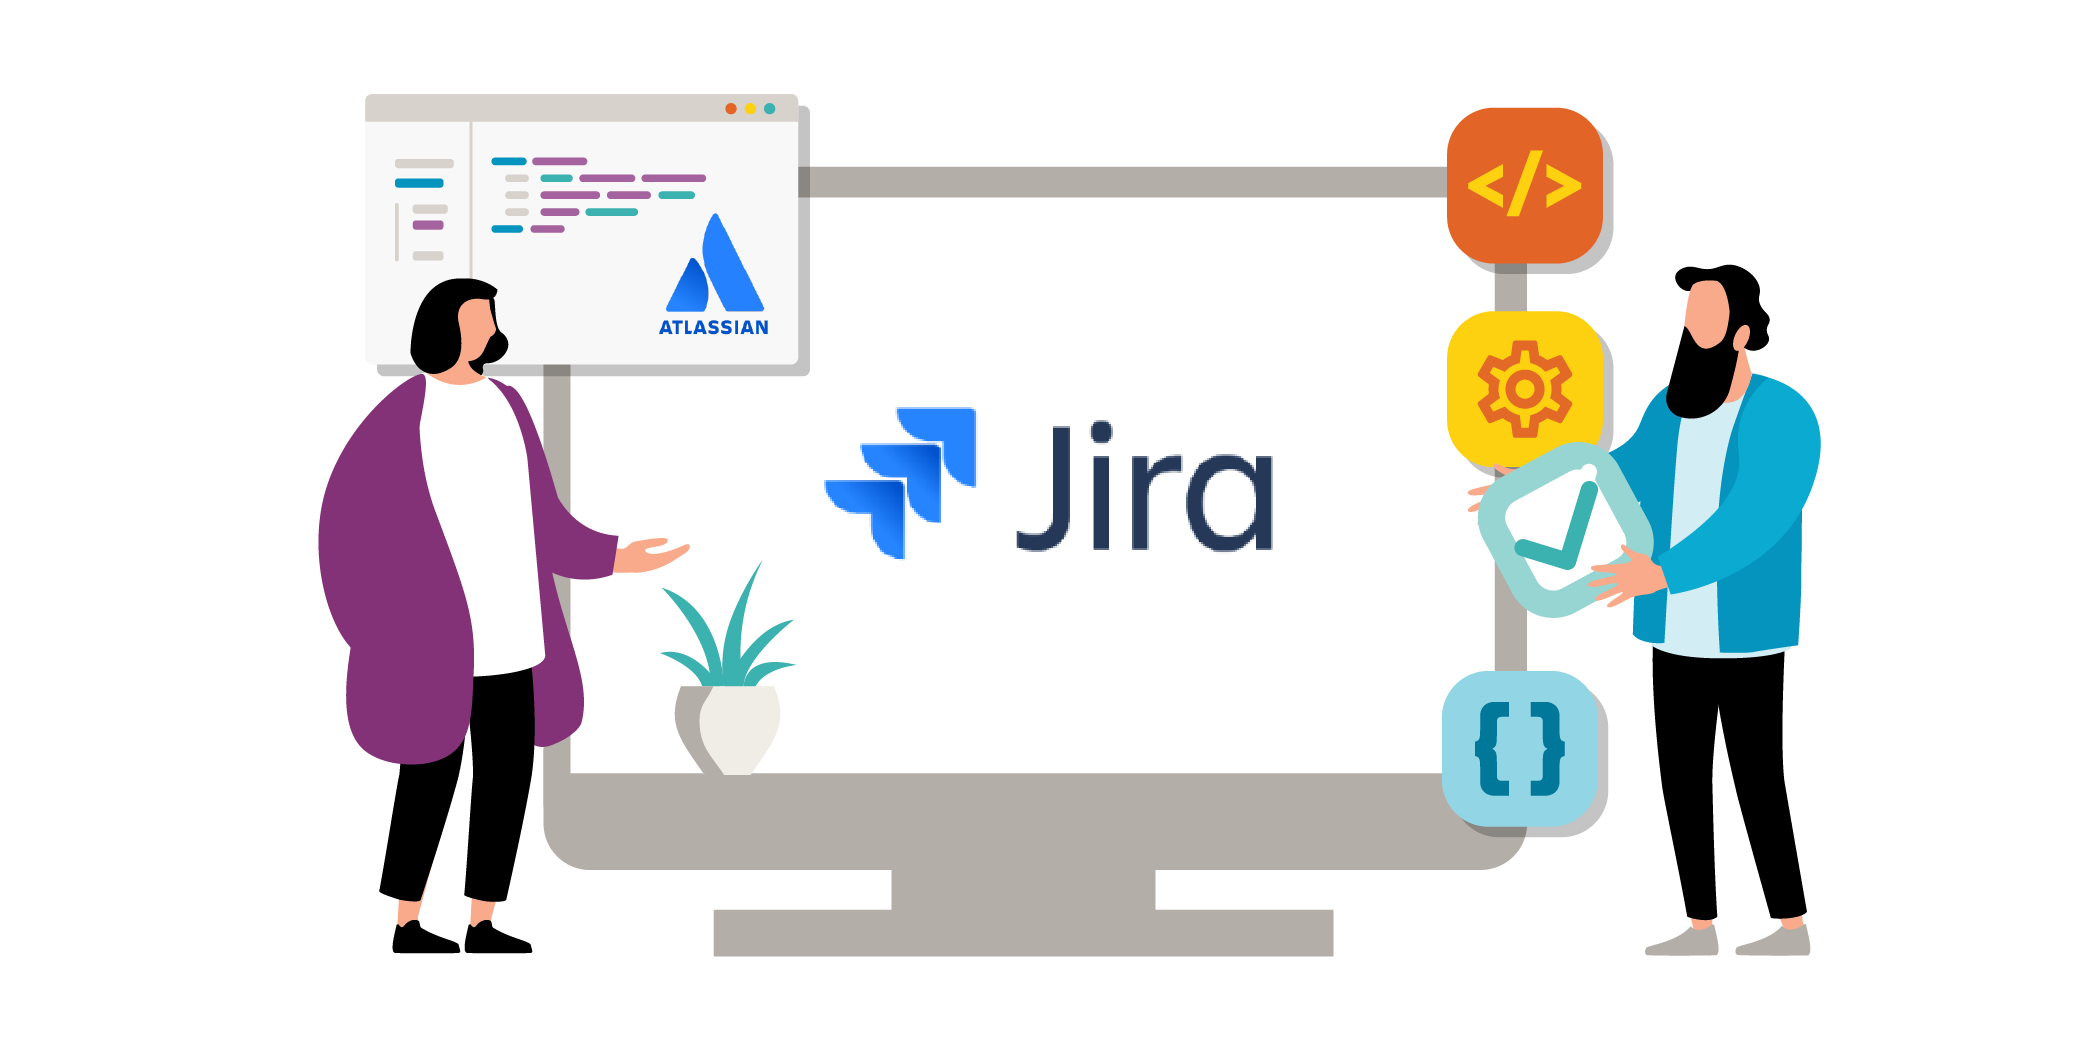 </>
ATLASSIAN
Jira
{ }